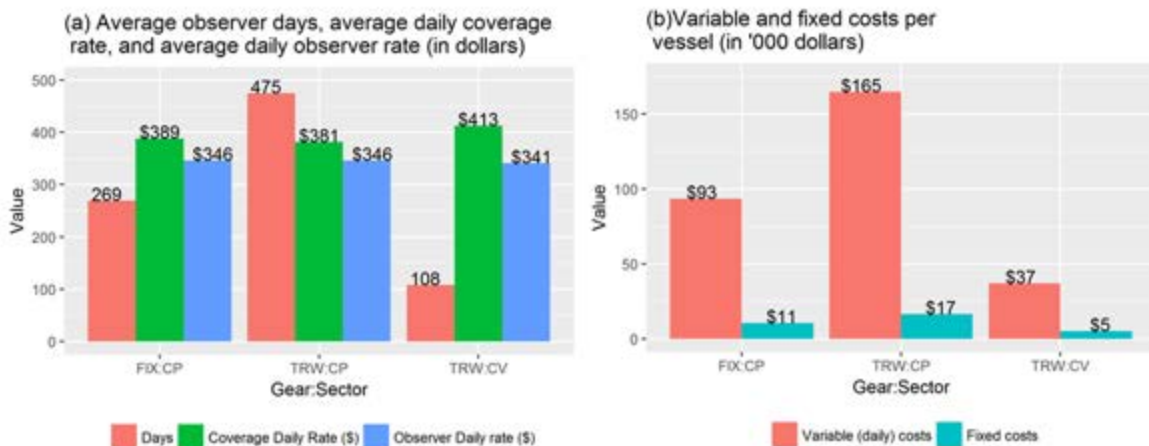 (a) Average observer days, average daily coverage
rate, and average daily observer rate (in dollars)
Value
500
400
300
200
100
0
269
$389
$346
475
$381
$346
108
$413
$341
FIX:CP
TRW:CP
TRW:CV
Gear:Sector
Days
Coverage Daily Rate ($)
Observer Daily rate ($)
(b)Variable and fixed costs per
vessel (in '000 dollars)
Value
150
100
50
0
$93
$11
$165
$17
$37
$5
FIX:CP
TRW:CP
TRW:CV
Gear:Sector
Variable (daily) costs
Fixed costs